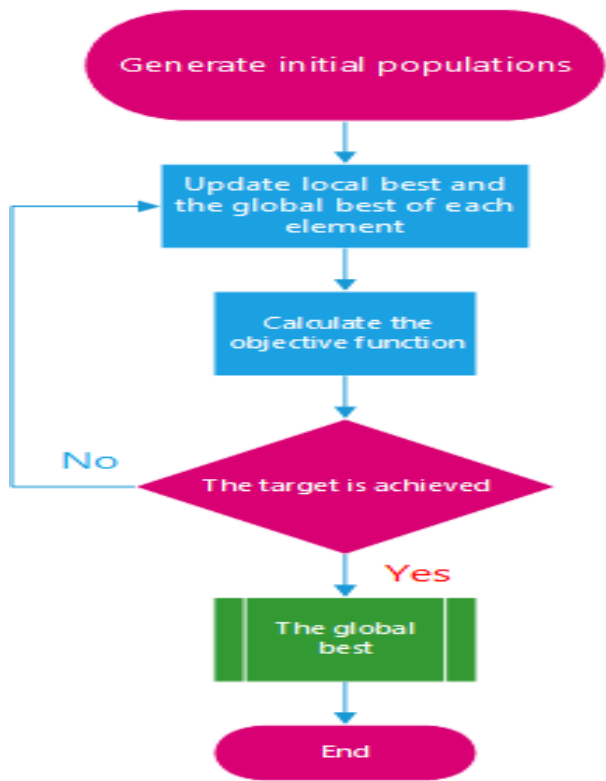 Generate initial populations
Update local best and
the global best of each
element
Calculate the
objective function
No
The target is achieved
Yes
The global
best
End